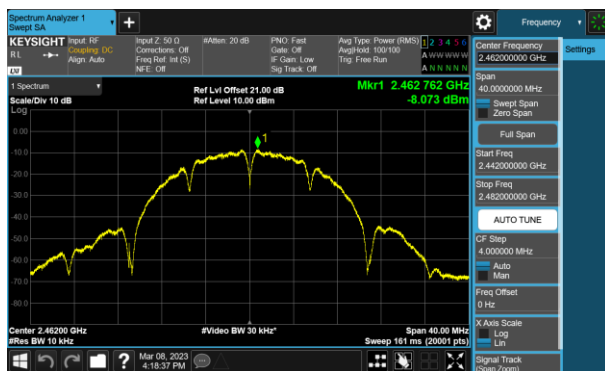 Spectrum Analyzer 1
Swept SA
Frequency
KEYSIGHT
Input: RF
Coupling: DC
Align: Auto
Input Z: 50 Ω
Corrections: Off
Freq Ref: Int (S)
NFE: Off
#Atten: 20 dB
PNO: Fast
Gate: Off
IF Gain: Low
Sig Track: Off
Avg Type: Power (RMS)
Avg|Hold: 100/100
Trig: Free Run
1 2 3 4 5 6
A W W W W W
A N N N N N
R L
LXI
1 Spectrum
Scale/Div 10 dB
Log
Ref Lvl Offset 21.00 dB
Ref Level 10.00 dBm
Mkr1 2.462 762 GHz
-8.073 dBm
1
0.00
-10.0
-20.0
-30.0
-40.0
-50.0
-60.0
-70.0
-80.0
Center 2.46200 GHz
#Res BW 10 kHz
#Video BW 30 kHz*
Span 40.00 MHz
Sweep 161 ms (20001 pts)
Mar 08, 2023
4:18:37 PM
Center Frequency
2.462000000 GHz
Settings
Span
40.0000000 MHz
Swept Span
Zero Span
Full Span
Start Freq
2.442000000 GHz
Stop Freq
2.482000000 GHz
AUTO TUNE
CF Step
4.000000 MHz
Auto
Man
Freq Offset
0 Hz
X Axis Scale
Log
Lin
Signal Track
(Span Zoom)